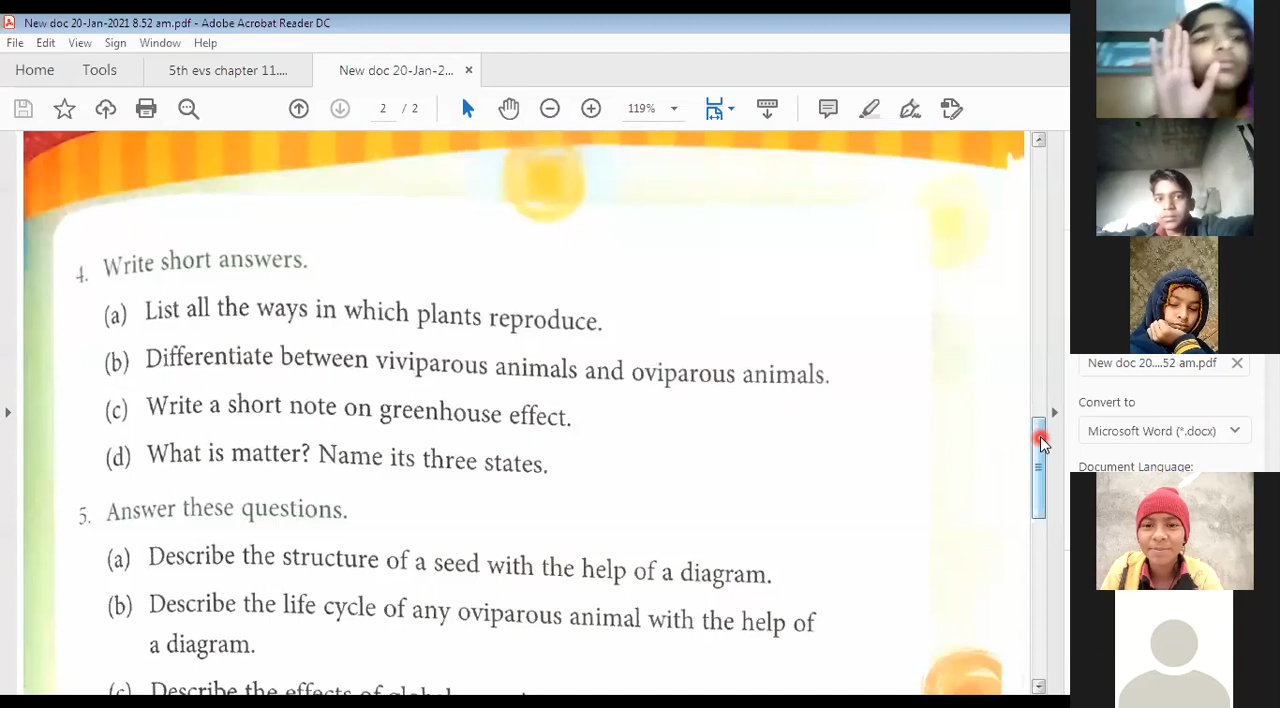 New doc 20-Jan-2021 8.52 am.pdf - Adobe Acrobat Reader DC
File Edit View Sign Window Help
Home Tools 5th evs chapter 11.... New doc 20-Jan-2... ×
2 / 2 119%
4. Write short answers.
(a) List all the ways in which plants reproduce.
(b) Differentiate between viviparous animals and oviparous animals.
(c) Write a short note on greenhouse effect.
(d) What is matter? Name its three states.
5. Answer these questions.
(a) Describe the structure of a seed with the help of a diagram.
(b) Describe the life cycle of any oviparous animal with the help of
a diagram.
(c) Describe the effects of global
New doc 20....52 am.pdf
Convert to
Microsoft Word (*.docx)
Document Language: